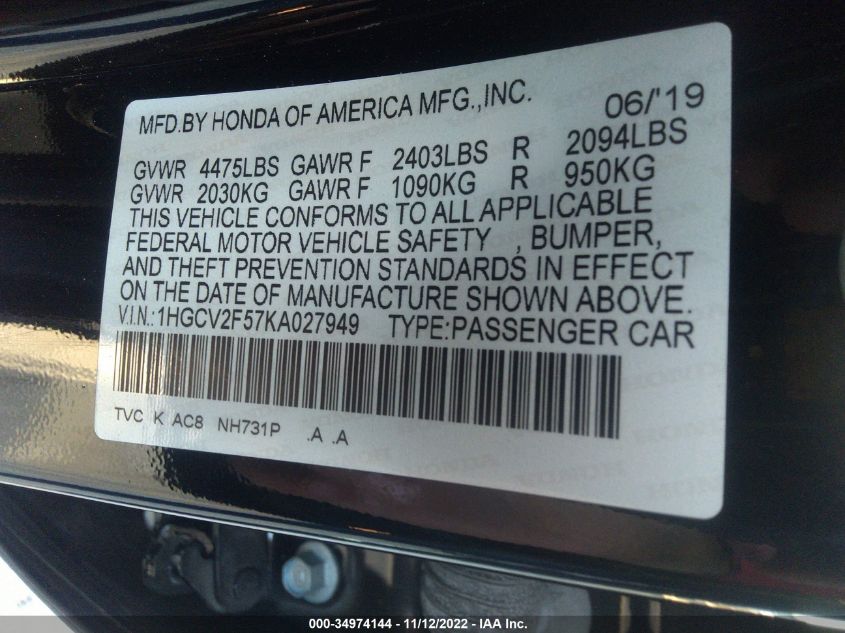 MFD.BY HONDA OF AMERICA MFG.,INC. 06/'19
GVWR 4475LBS GAWR F 2403LBS R 2094LBS
GVWR 2030KG GAWR F 1090KG R 950KG
THIS VEHICLE CONFORMS TO ALL APPLICABLE
FEDERAL MOTOR VEHICLE SAFETY , BUMPER,
AND THEFT PREVENTION STANDARDS IN EFFECT
ON THE DATE OF MANUFACTURE SHOWN ABOVE.
V.I.N.:1HGCV2F57KA027949 TYPE:PASSENGER CAR
TVC K AC8 NH731P .A .A
000-34974144 - 11/12/2022 - IAA Inc.